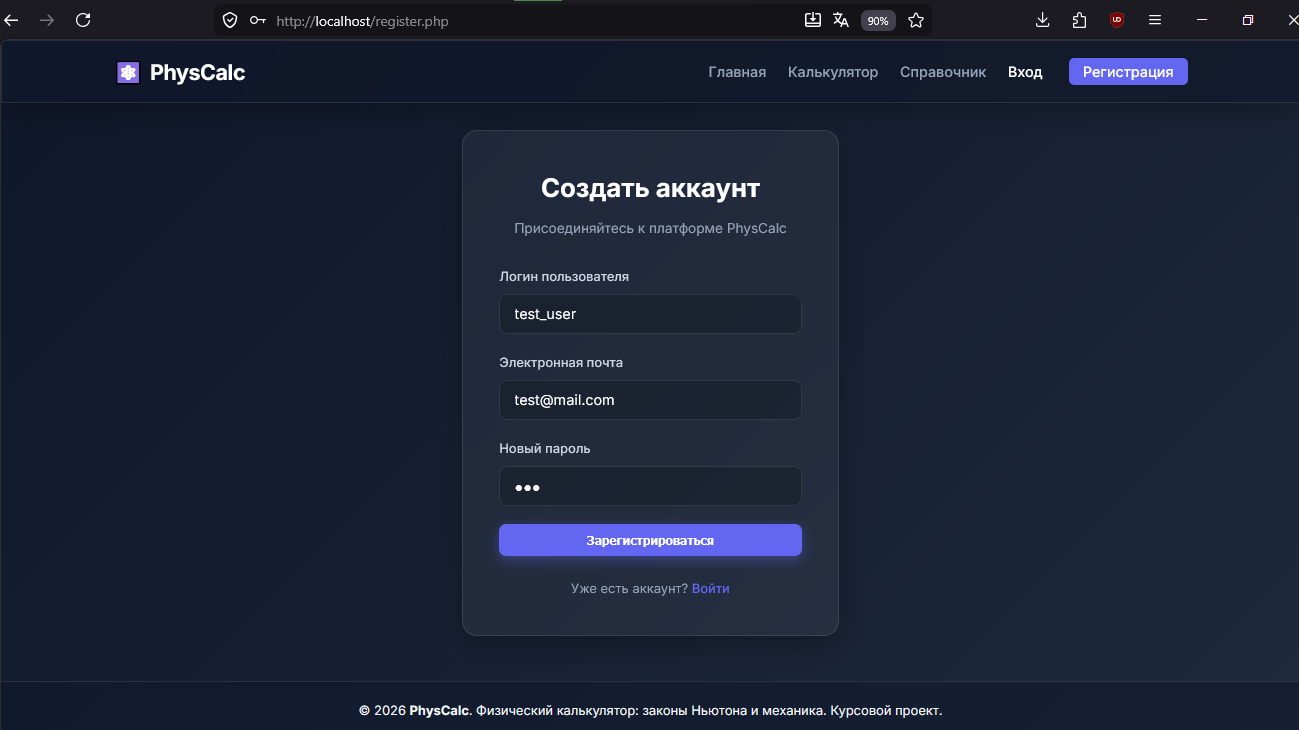 http://localhost/register.php
90%
PhysCalc
Главная Калькулятор Справочник Вход Регистрация
Создать аккаунт
Присоединяйтесь к платформе PhysCalc
Логин пользователя
test_user
Электронная почта
test@mail.com
Новый пароль
●●●
Зарегистрироваться
Уже есть аккаунт? Войти
© 2026 PhysCalc. Физический калькулятор: законы Ньютона и механика. Курсовой проект.